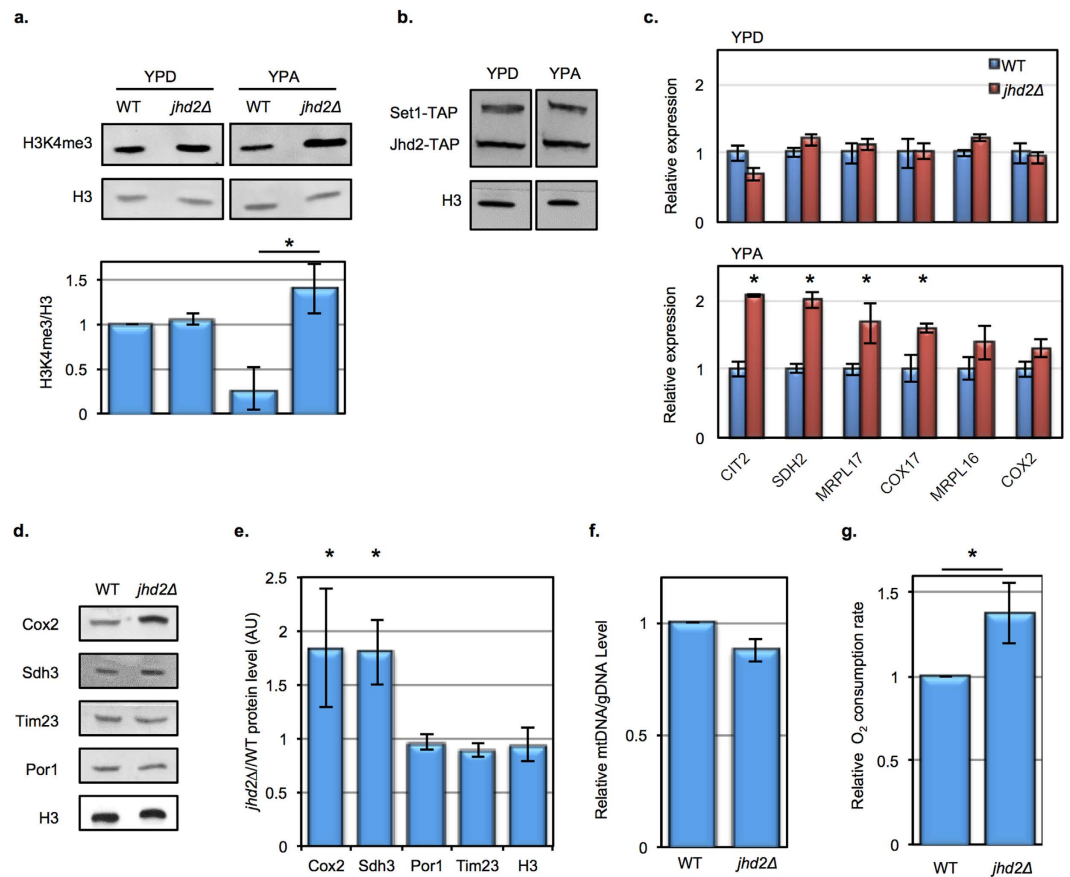 a.
YPD YPA
WT jhd2Δ WT jhd2Δ
H3K4me3
H3
*
H3K4me3/H3
1.5
1
0.5
0
b.
YPD YPA
Set1-TAP
Jhd2-TAP
H3
c.
YPD
WT
jhd2Δ
Relative expression
2
1
0
YPA
* * * *
Relative expression
2
1
0
CIT2 SDH2 MRPL17 COX17 MRPL16 COX2
d.
WT jhd2Δ
Cox2
Sdh3
Tim23
Por1
H3
e.
* *
jhd2Δ//WT protein level (AU)
2.5
2
1.5
1
0.5
0
Cox2 Sdh3 Por1 Tim23 H3
f.
Relative mtDNA/gDNA Level
1
0.5
0
WT jhd2Δ
g.
*
Relative O2 consumption rate
1.5
1
0.5
0
WT jhd2Δ